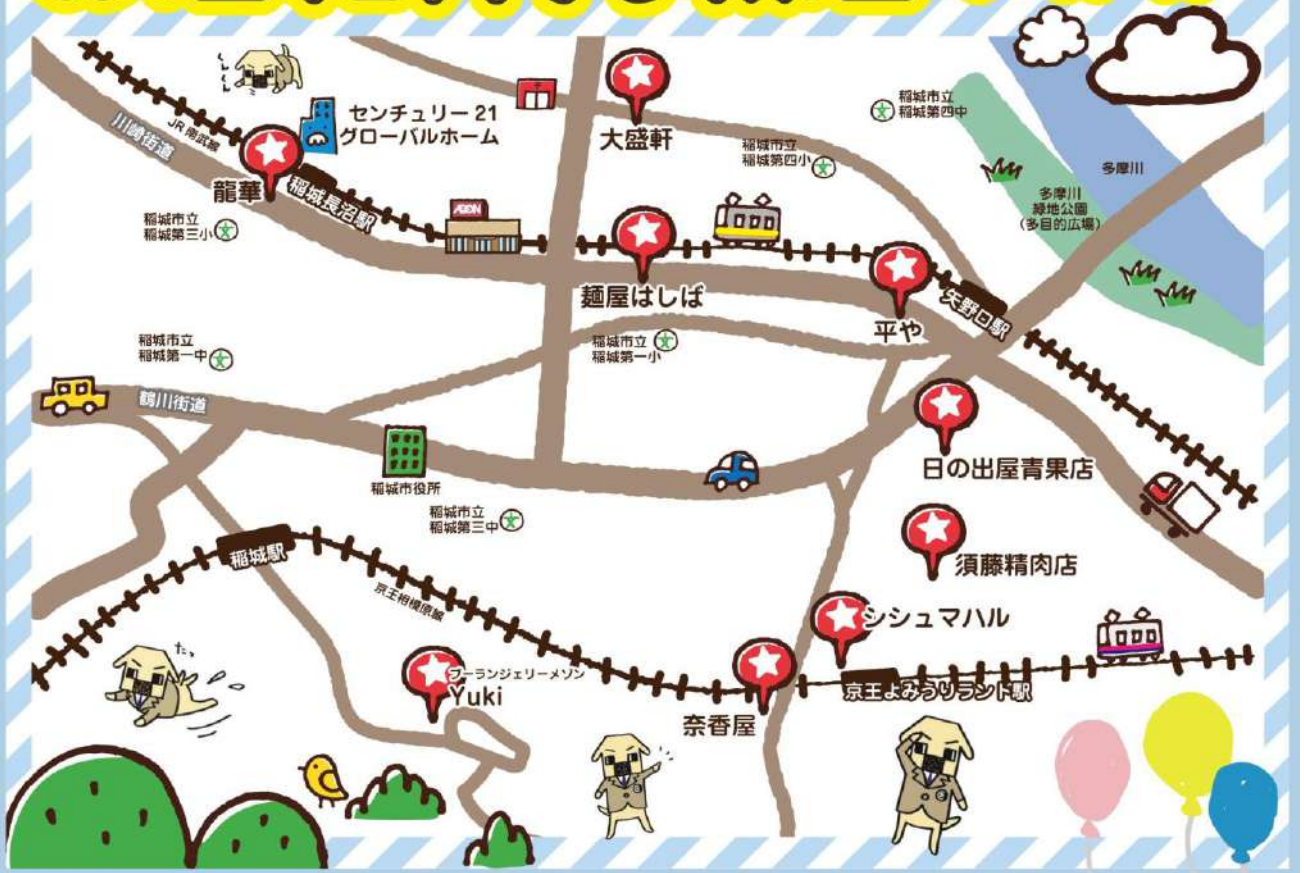 センチュリー 21
グローバルホーム
大盛軒
稲城市立
稲城第四中
川崎街道
JR 南武線
稲城市立
稲城第四小
多摩川
龍華
稲城長沼駅
多摩川
緑地公園
(多目的広場)
稲城市立
稲城第三小
AEON
麺屋はしば
平や
矢野口駅
稲城市立
稲城第一中
稲城市立
稲城第一小
鶴川街道
日の出屋青果店
稲城市役所
稲城市立
稲城第三中
稲城駅
須藤精肉店
京王相模原線
シシュマハル
た。
ブーランジェリーメゾン
Yuki
京王よみうりランド駅
奈香屋